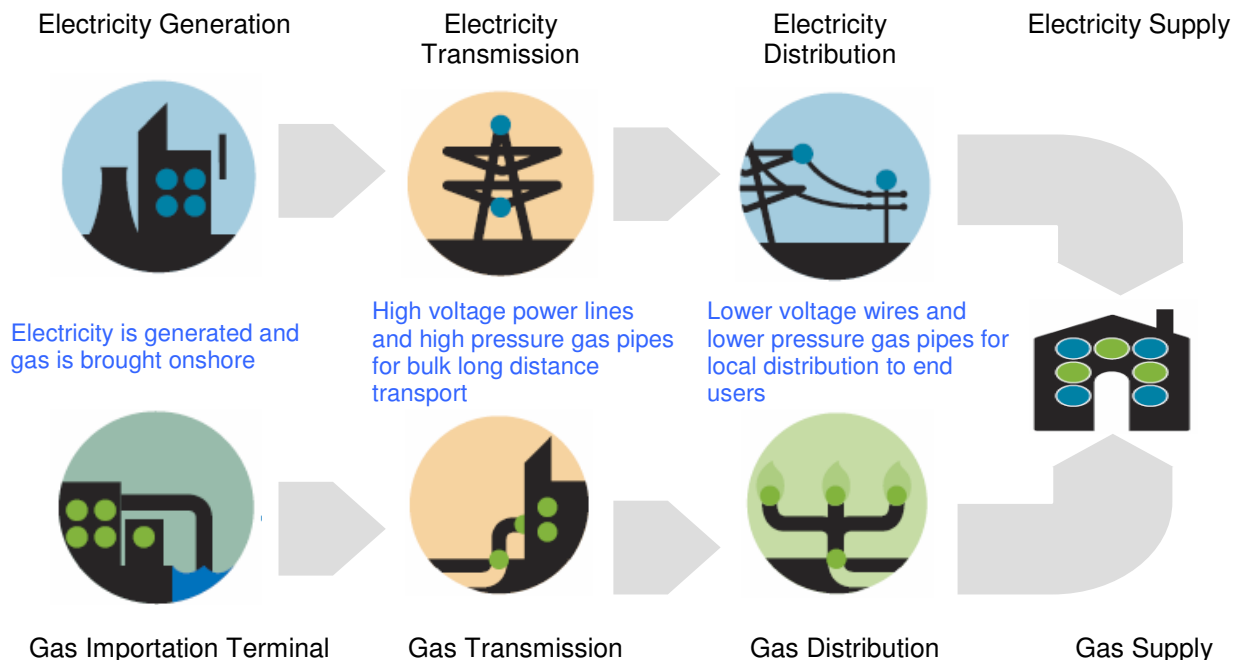 Electricity Generation
Electricity
Transmission
Electricity
Distribution
Electricity Supply
Electricity is generated and
gas is brought onshore
High voltage power lines
and high pressure gas pipes
for bulk long distance
transport
Lower voltage wires and
lower pressure gas pipes for
local distribution to end
users
Gas Importation Terminal
Gas Transmission
Gas Distribution
Gas Supply